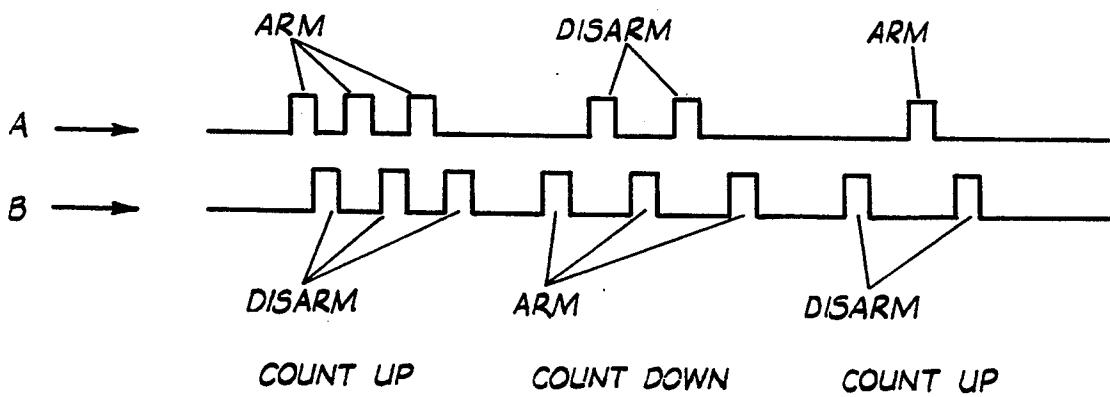 ARM DISARM ARM
A
B
DISARM ARM DISARM
COUNT UP COUNT DOWN COUNT UP